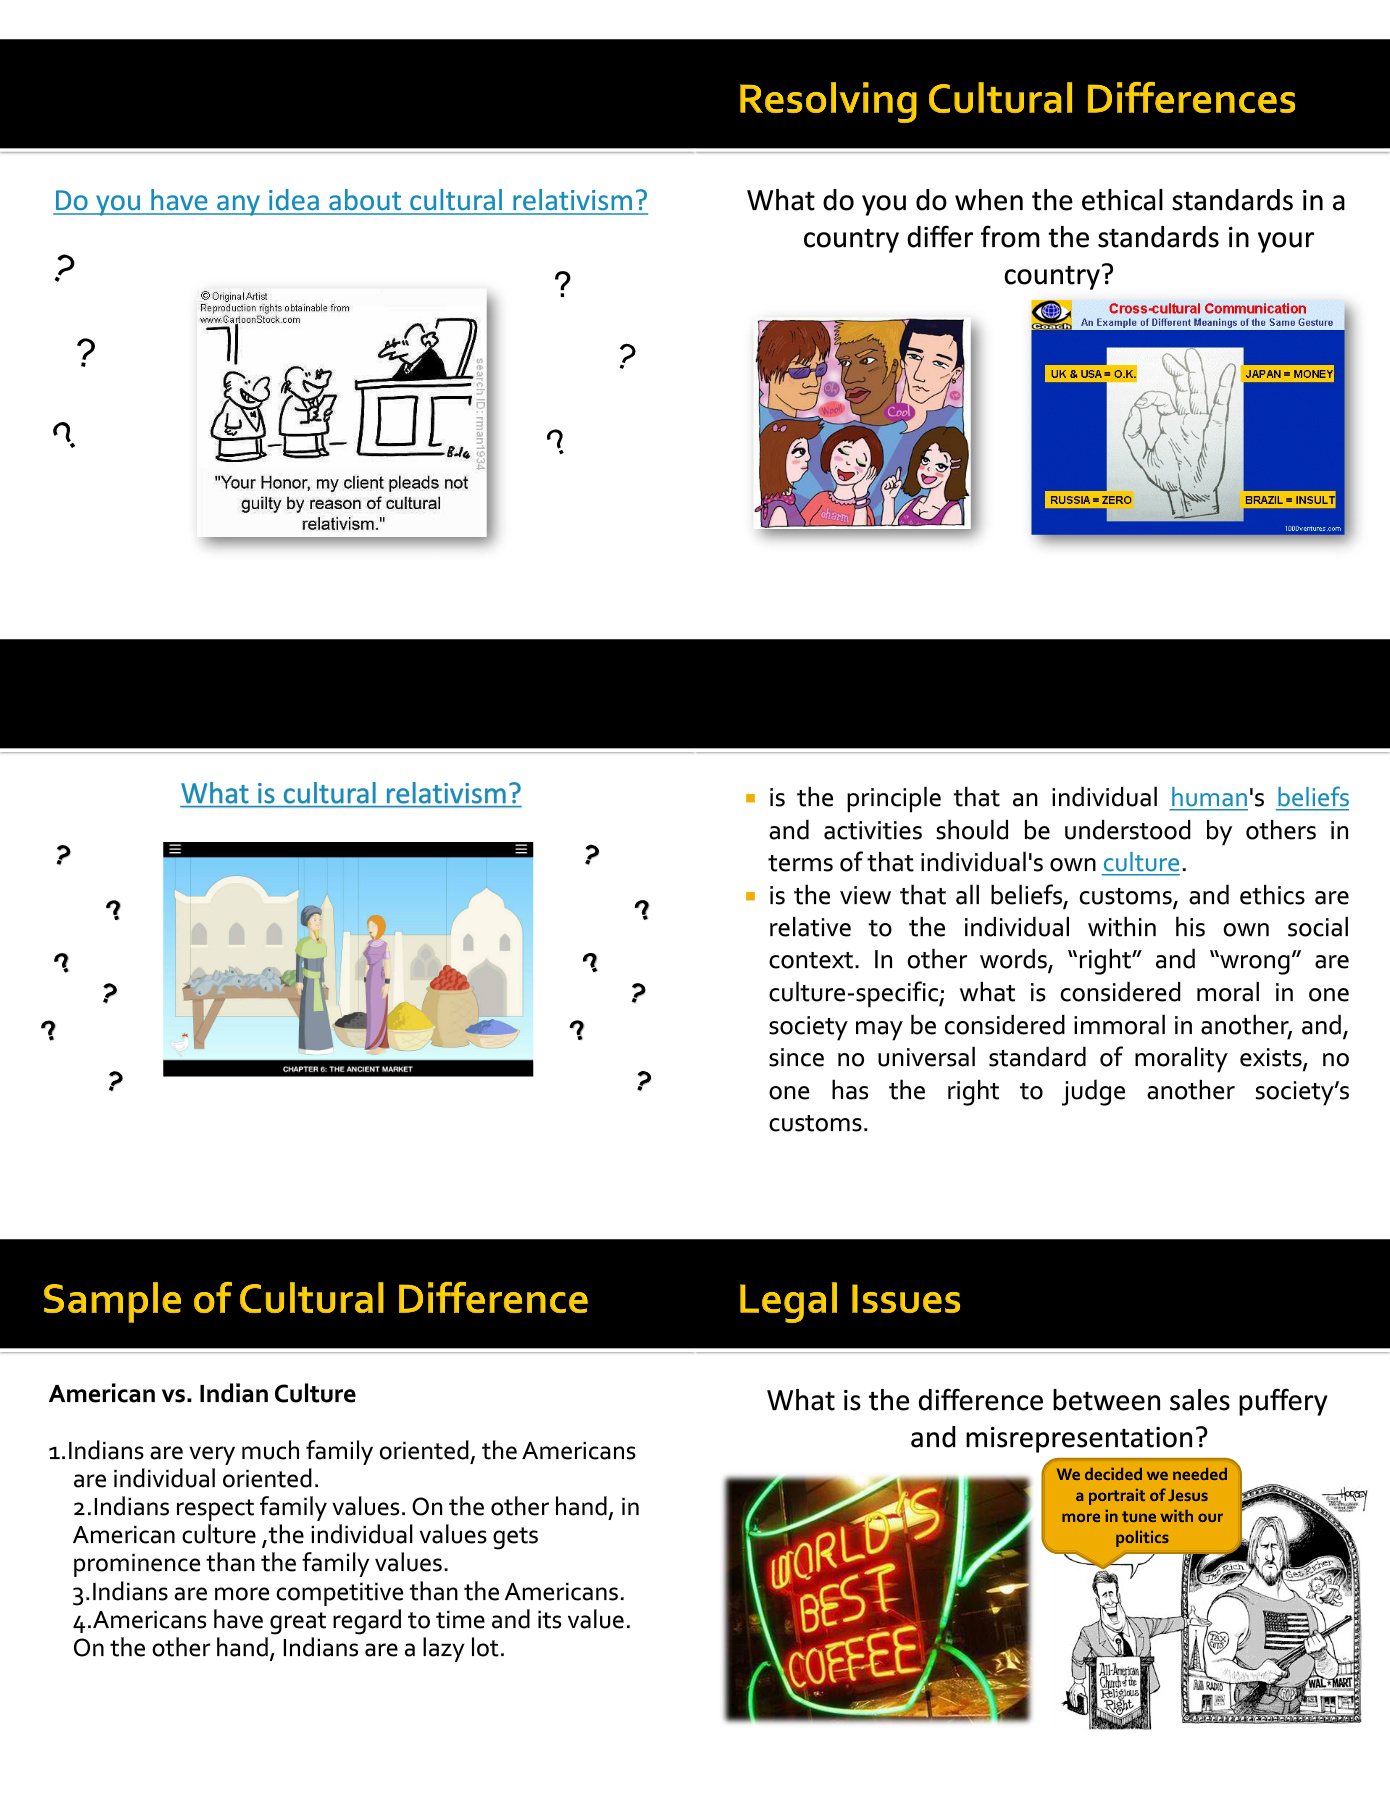 Do you have any idea about cultural relativism?
?
?
?
?
?
?
© Original Artist
Reproduction rights obtainable from
www.CartoonStock.com
search ID: rman1934
"Your Honor, my client pleads not
guilty by reason of cultural
relativism."
Resolving Cultural Differences
What do you do when the ethical standards in a
country differ from the standards in your
country?
Cool
charm
Coach
Cross-cultural Communication
An Example of Different Meanings of the Same Gesture
UK & USA = O.K.
JAPAN = MONEY
RUSSIA = ZERO
BRAZIL = INSULT
1000ventures.com
What is cultural relativism?
?
?
?
?
?
?
?
?
?
?
?
?
CHAPTER 6: THE ANCIENT MARKET
is the principle that an individual human's beliefs
and activities should be understood by others in
terms of that individual's own culture.
is the view that all beliefs, customs, and ethics are
relative to the individual within his own social
context. In other words, “right” and “wrong” are
culture-specific; what is considered moral in one
society may be considered immoral in another, and,
since no universal standard of morality exists, no
one has the right to judge another society’s
customs.
Sample of Cultural Difference
American vs. Indian Culture
1.Indians are very much family oriented, the Americans
are individual oriented.
2.Indians respect family values. On the other hand, in
American culture ,the individual values gets
prominence than the family values.
3.Indians are more competitive than the Americans.
4.Americans have great regard to time and its value.
On the other hand, Indians are a lazy lot.
Legal Issues
What is the difference between sales puffery
and misrepresentation?
WORLD'S
BEST
COFFEE
We decided we needed
a portrait of Jesus
more in tune with our
politics
HORSEY
The Rich
Get Richer
TAX
CUTS
AM RADIO
WAL★MART
All-American
Church of the
Religious
Right